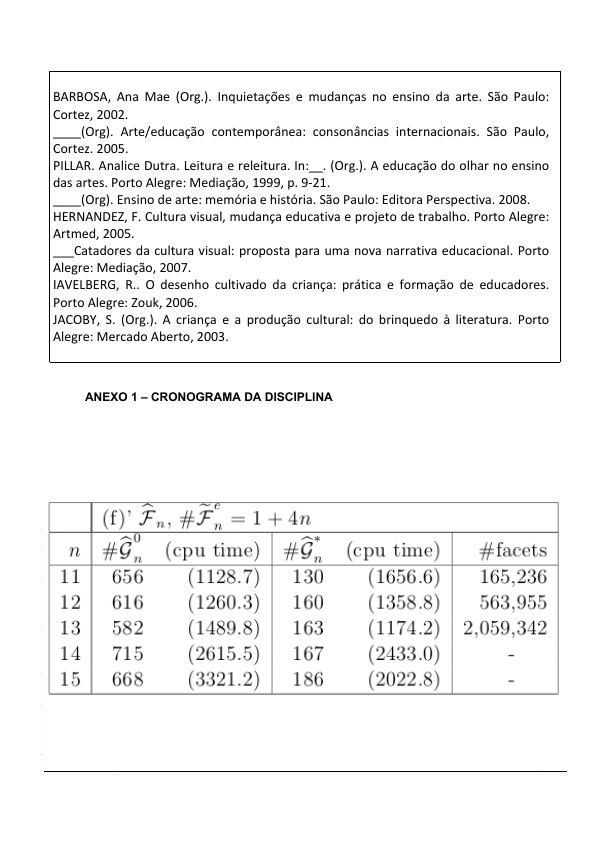 BARBOSA, Ana Mae (Org.). Inquietações e mudanças no ensino da arte. São Paulo:
Cortez, 2002.
____(Org). Arte/educação contemporânea: consonâncias internacionais. São Paulo,
Cortez. 2005.
PILLAR. Analice Dutra. Leitura e releitura. In:__. (Org.). A educação do olhar no ensino
das artes. Porto Alegre: Mediação, 1999, p. 9-21.
____(Org). Ensino de arte: memória e história. São Paulo: Editora Perspectiva. 2008.
HERNANDEZ, F. Cultura visual, mudança educativa e projeto de trabalho. Porto Alegre:
Artmed, 2005.
___Catadores da cultura visual: proposta para uma nova narrativa educacional. Porto
Alegre: Mediação, 2007.
IAVELBERG, R.. O desenho cultivado da criança: prática e formação de educadores.
Porto Alegre: Zouk, 2006.
JACOBY, S. (Org.). A criança e a produção cultural: do brinquedo à literatura. Porto
Alegre: Mercado Aberto, 2003.
ANEXO 1 – CRONOGRAMA DA DISCIPLINA
(f)' $\widehat{\mathcal{F}}_n$, #$\widetilde{\mathcal{F}}_n^e$ = 1 + 4n
n #$\widehat{\mathcal{G}}_n^0$ (cpu time) #$\widehat{\mathcal{G}}_n^*$ (cpu time) #facets
11 656 (1128.7) 130 (1656.6) 165,236
12 616 (1260.3) 160 (1358.8) 563,955
13 582 (1489.8) 163 (1174.2) 2,059,342
14 715 (2615.5) 167 (2433.0) -
15 668 (3321.2) 186 (2022.8) -